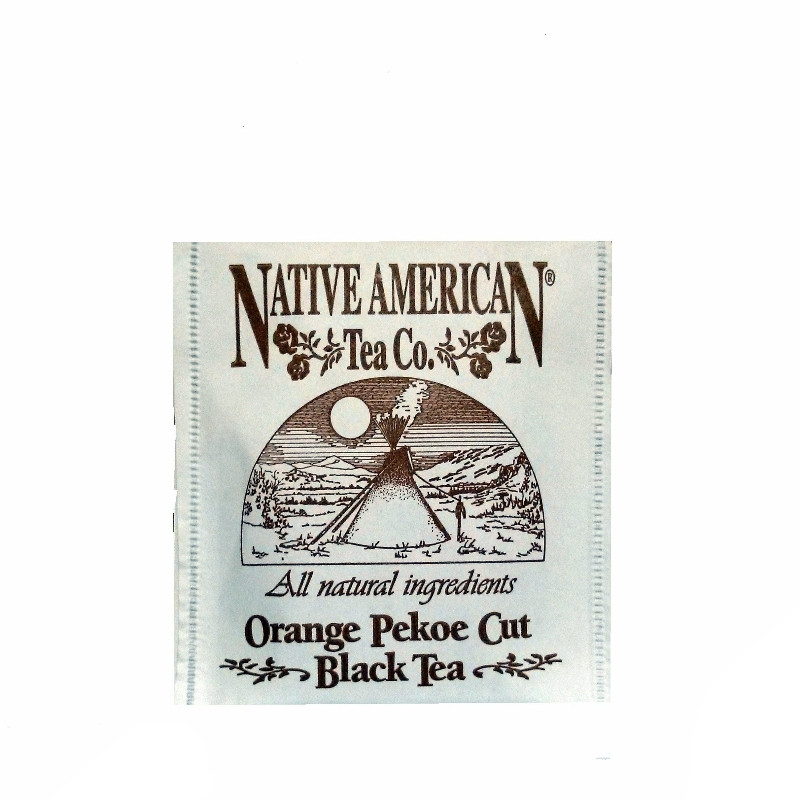 NATIVE AMERICAN®
Tea Co.
All natural ingredients
Orange Pekoe Cut
Black Tea